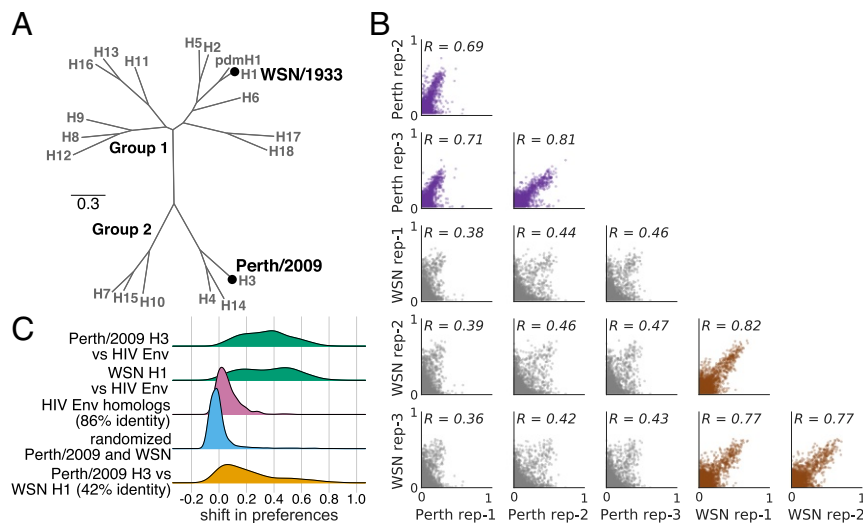 A
H13
H16
H11
H5
H2
pdmH1
H1
WSN/1933
H6
H9
H8
H12
Group 1
H17
H18
0.3
Group 2
Perth/2009
H3
H7
H15
H10
H4
H14
B
Perth rep-2
1
0
R = 0.69
Perth rep-3
1
0
R = 0.71
R = 0.81
WSN rep-1
1
0
R = 0.38
R = 0.44
R = 0.46
WSN rep-2
1
0
R = 0.39
R = 0.46
R = 0.47
R = 0.82
WSN rep-3
1
0
R = 0.36
R = 0.42
R = 0.43
R = 0.77
R = 0.77
0 1
0 1
0 1
0 1
0 1
Perth rep-1
Perth rep-2
Perth rep-3
WSN rep-1
WSN rep-2
C
Perth/2009 H3
vs HIV Env
WSN H1
vs HIV Env
HIV Env homologs
(86% identity)
randomized
Perth/2009 and WSN
Perth/2009 H3 vs
WSN H1 (42% identity)
-0.2 0.0 0.2 0.4 0.6 0.8 1.0
shift in preferences